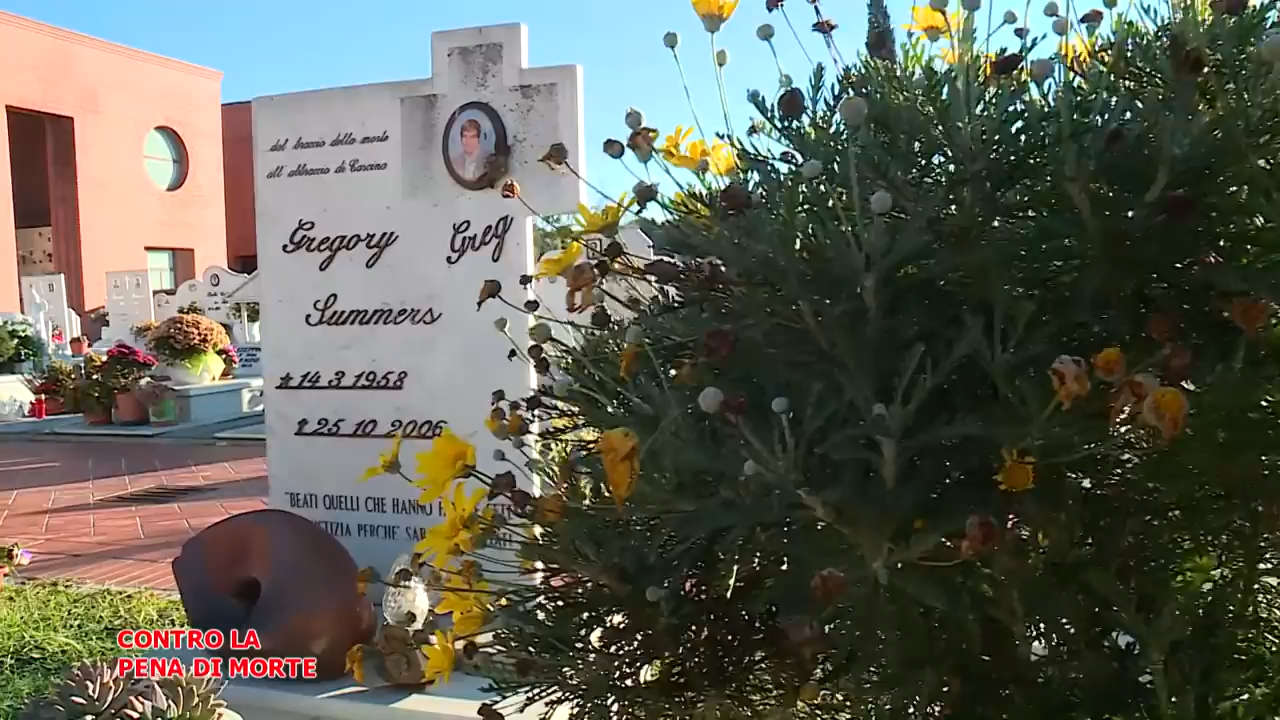 dal braccio della morte
all'abbraccio di Cascina
Gregory Greg
Summers
14 3 1958
25 10 2006
"BEATI QUELLI CHE HANNO
PERCHE'
CONTRO LA
PENA DI MORTE